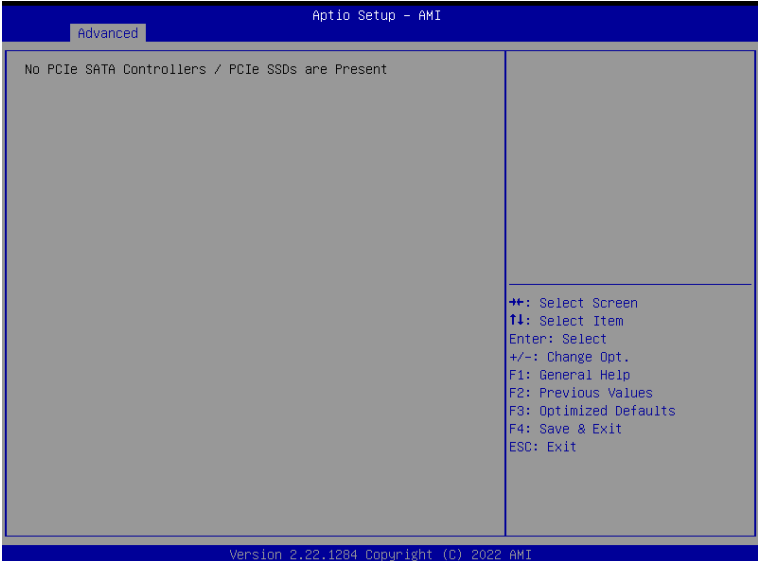 Aptio Setup – AMI
Advanced
No PCIe SATA Controllers / PCIe SSDs are Present
→←: Select Screen
↑↓: Select Item
Enter: Select
+/-: Change Opt.
F1: General Help
F2: Previous Values
F3: Optimized Defaults
F4: Save & Exit
ESC: Exit
Version 2.22.1284 Copyright (C) 2022 AMI